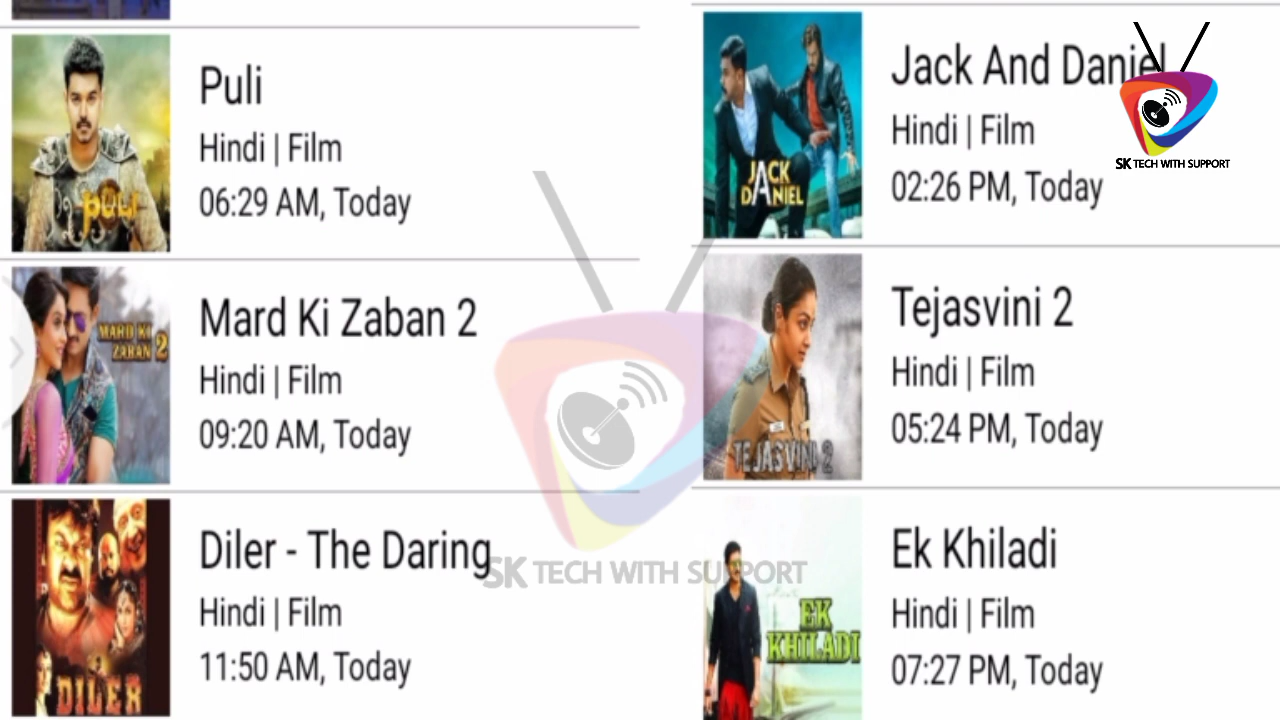 Puli
Hindi | Film
06:29 AM, Today
PULI
Mard Ki Zaban 2
Hindi | Film
09:20 AM, Today
MARD KI
ZABAN 2
Diler - The Daring
Hindi | Film
11:50 AM, Today
DILER
Jack And Daniel
Hindi | Film
02:26 PM, Today
JACK
DANIEL
Tejasvini 2
Hindi | Film
05:24 PM, Today
TEJASVINI 2
Ek Khiladi
Hindi | Film
07:27 PM, Today
EK
KHILADI
SK TECH WITH SUPPORT
SK TECH WITH SUPPORT